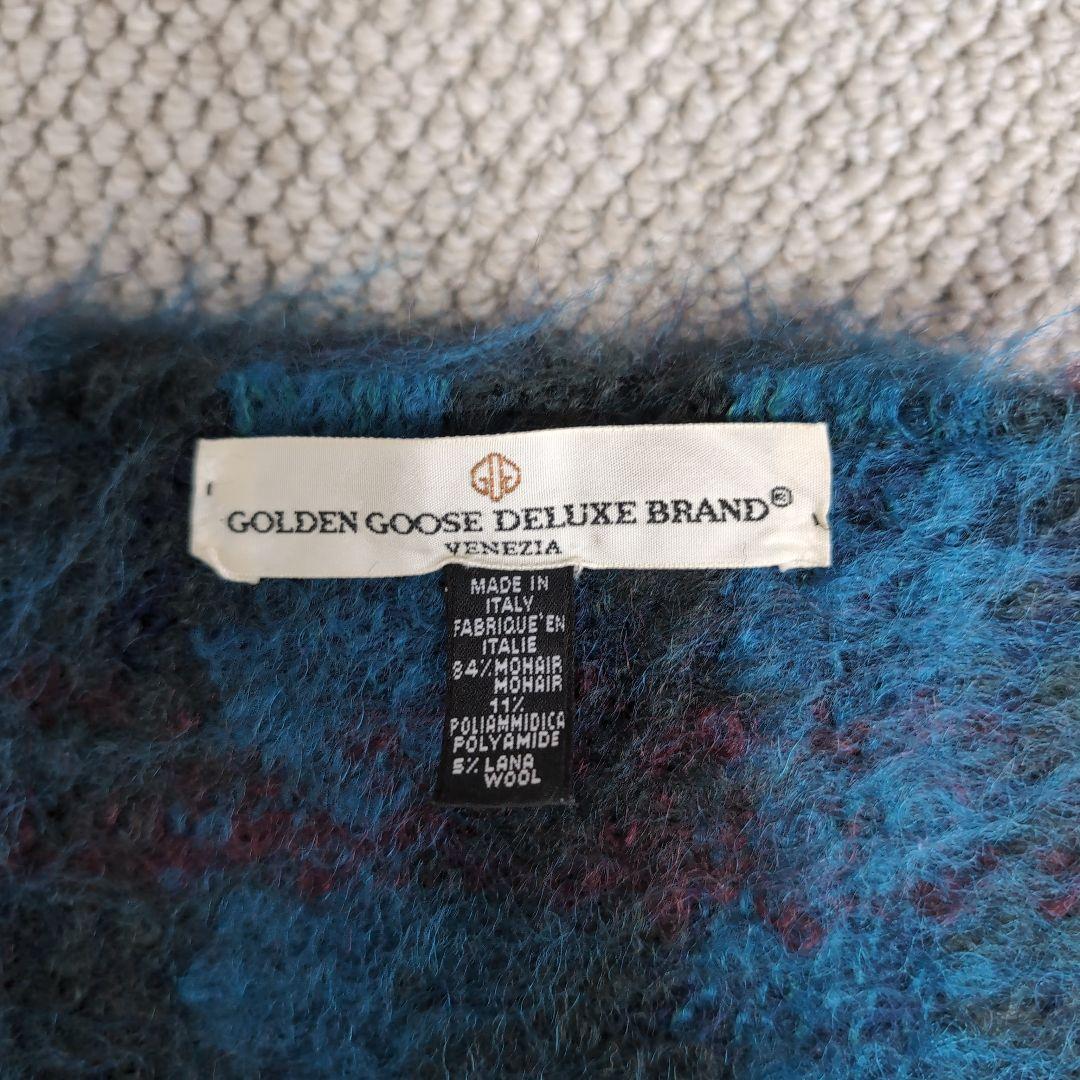 GOLDEN GOOSE DELUXE BRAND®
VENEZIA
MADE IN
ITALY
FABRIQUE'EN
ITALIE
84% MOHAIR
MOHAIR
11%
POLIAMMIDICA
POLYAMIDE
5% LANA
WOOL